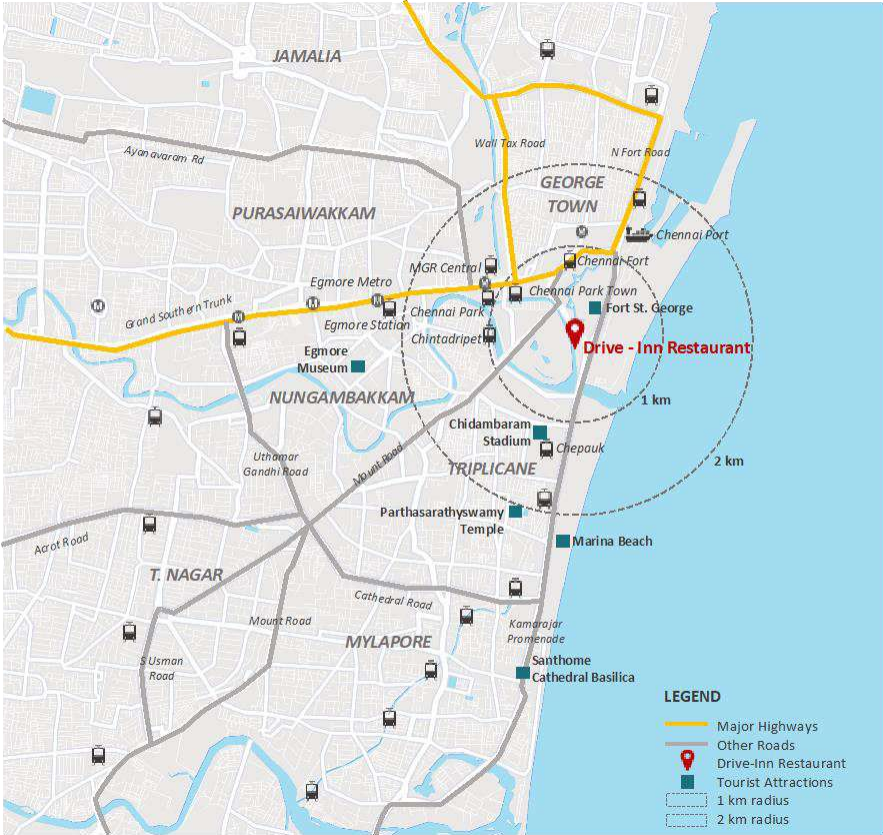 JAMALIA
Wall Tax Road
N Fort Road
Ayanavaram Rd
GEORGE
TOWN
PURASAIWAKKAM
M
Chennai Port
MGR Central
Chennai Fort
Egmore Metro
M
Chennai Park Town
M
M
M
Grand Southern Trunk
M
Chennai Park
Fort St. George
Egmore Station
Chintadripet
Drive - Inn Restaurant
Egmore
Museum
NUNGAMBAKKAM
1 km
Chidambaram
Stadium
Chepauk
Uthamar
Gandhi Road
Mount Road
TRIPLICANE
2 km
Parthasarathyswamy
Temple
Acrot Road
Marina Beach
T. NAGAR
Cathedral Road
Mount Road
Kamarajar
Promenade
MYLAPORE
S Usman
Road
Santhome
Cathedral Basilica
LEGEND
Major Highways
Other Roads
Drive-Inn Restaurant
Tourist Attractions
1 km radius
2 km radius